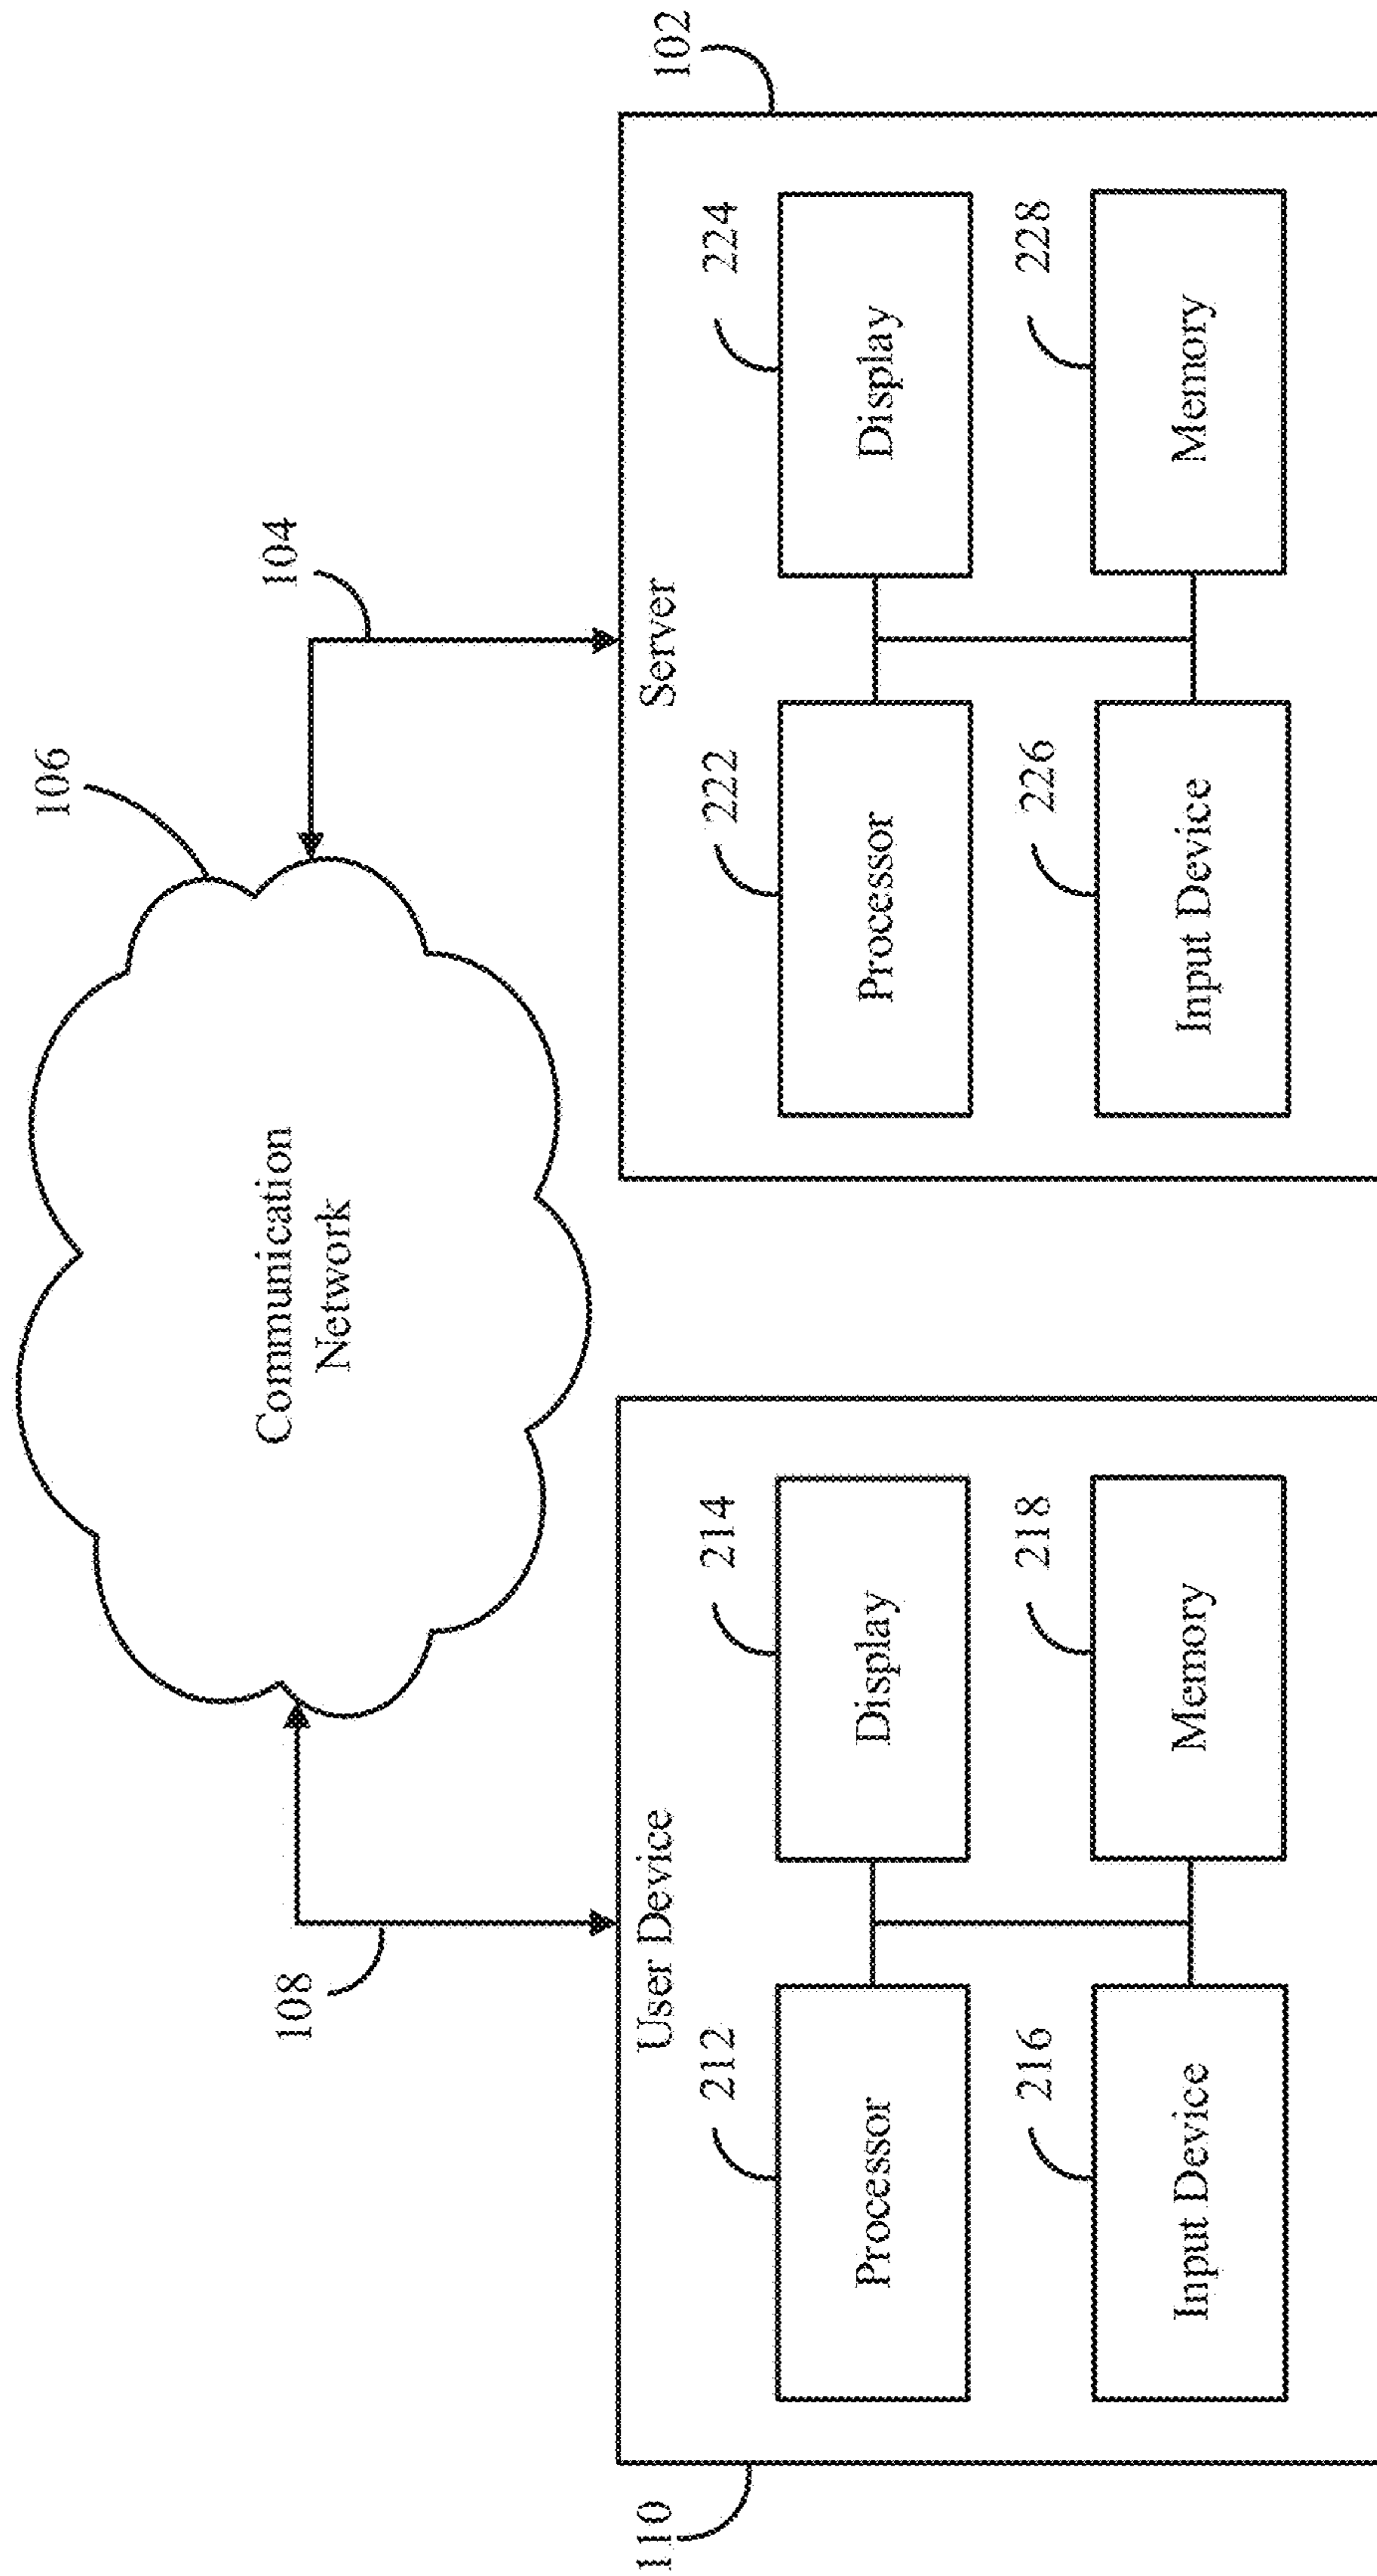 106
Communication
Network
108
104
110
User Device
212
Processor
214
Display
216
Input Device
218
Memory
102
Server
222
Processor
224
Display
226
Input Device
228
Memory